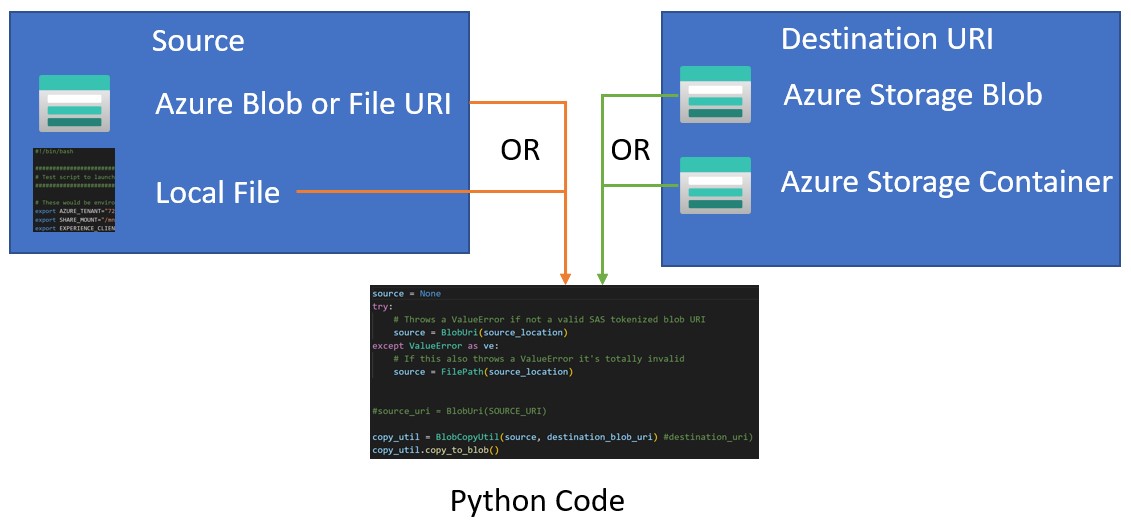 Source
Azure Blob or File URI
Local File
#!/bin/bash
########################
# Test script to launch
########################
# These would be enviro
export AZURE_TENANT="72
export SHARE_MOUNT="/mn
export EXPERIENCE_CLIEN
OR
OR
Destination URI
Azure Storage Blob
Azure Storage Container
source = None
try:
# Throws a ValueError if not a valid SAS tokenized blob URI
source = BlobUri(source_location)
except ValueError as ve:
# If this also throws a ValueError it's totally invalid
source = FilePath(source_location)
#source_uri = BlobUri(SOURCE_URI)
copy_util = BlobCopyUtil(source, destination_blob_uri) #destination_uri)
copy_util.copy_to_blob()
Python Code